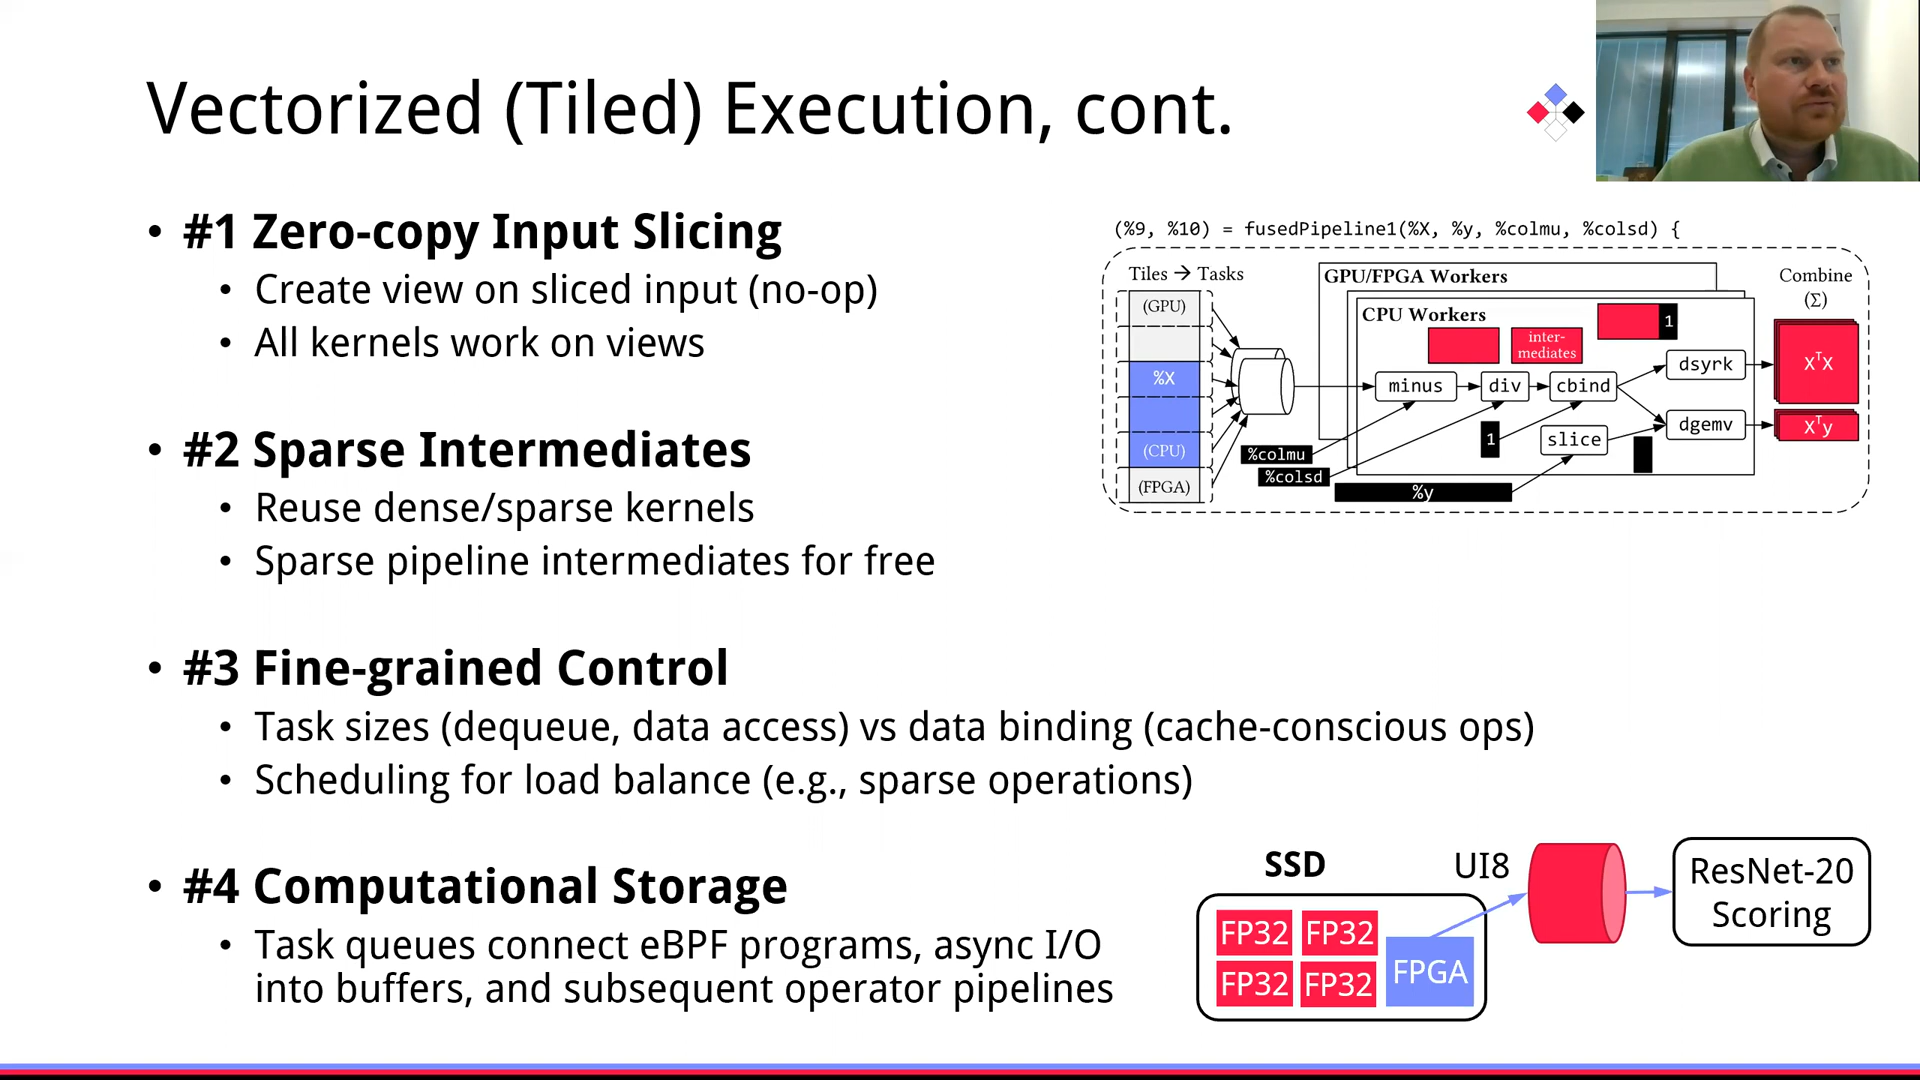 Vectorized (Tiled) Execution, cont.
• #1 Zero-copy Input Slicing
• Create view on sliced input (no-op)
• All kernels work on views
• #2 Sparse Intermediates
• Reuse dense/sparse kernels
• Sparse pipeline intermediates for free
• #3 Fine-grained Control
• Task sizes (dequeue, data access) vs data binding (cache-conscious ops)
• Scheduling for load balance (e.g., sparse operations)
• #4 Computational Storage
• Task queues connect eBPF programs, async I/O
into buffers, and subsequent operator pipelines
(%9, %10) = fusedPipeline1(%X, %y, %colmu, %colsd) {
Tiles → Tasks
(GPU)
%X
(CPU)
(FPGA)
GPU/FPGA Workers
CPU Workers
inter-
mediates
1
minus
div
cbind
dsyrk
1
slice
dgemv
%colmu
%colsd
%y
Combine
(Σ)
XᵀX
Xᵀy
SSD
FP32
FP32
FP32
FP32
FPGA
UI8
ResNet-20
Scoring